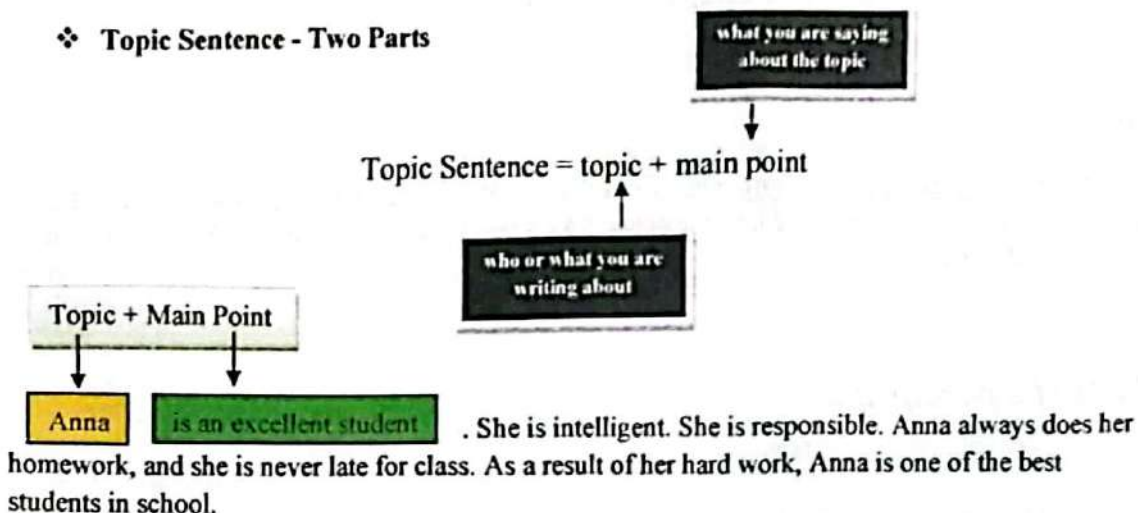 ❖ Topic Sentence - Two Parts
what you are saying
about the topic
Topic Sentence = topic + main point
who or what you are
writing about
Topic + Main Point
Anna is an excellent student . She is intelligent. She is responsible. Anna always does her
homework, and she is never late for class. As a result of her hard work, Anna is one of the best
students in school.